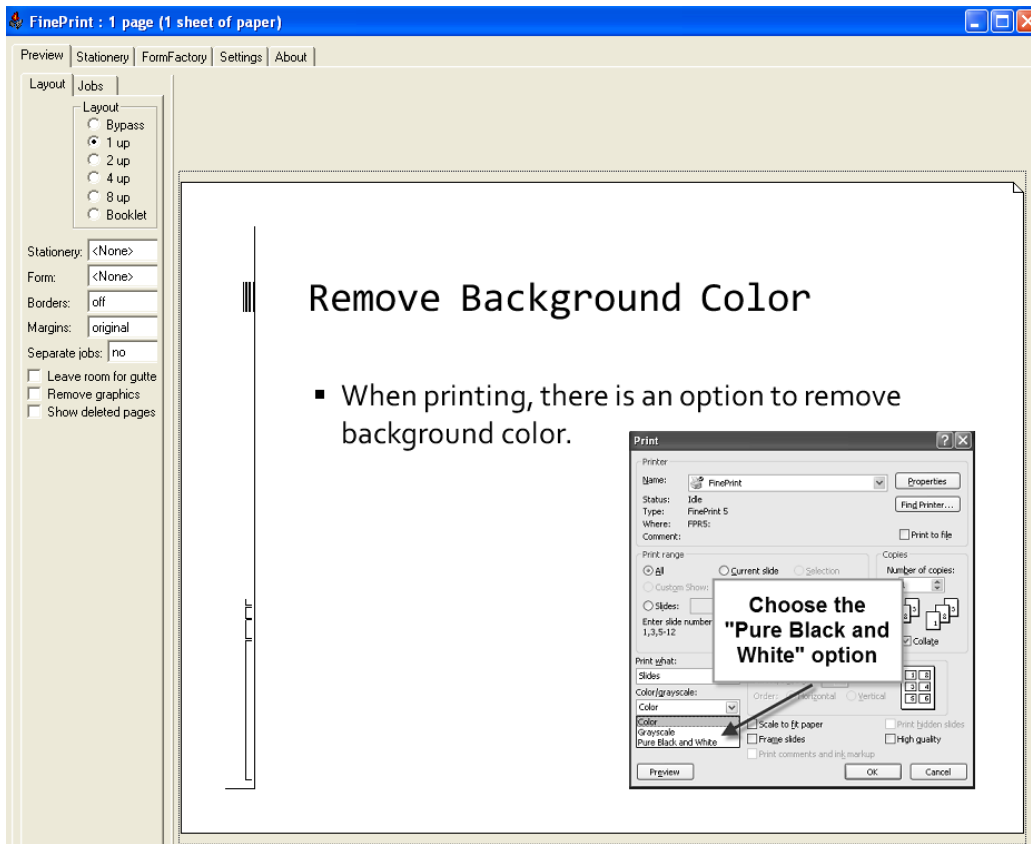 FinePrint : 1 page (1 sheet of paper)
Preview Stationery FormFactory Settings About
Layout Jobs
Layout
Bypass
1 up
2 up
4 up
8 up
Booklet
Stationery: <None>
Form: <None>
Borders: off
Margins: original
Separate jobs: no
Leave room for gutte
Remove graphics
Show deleted pages
Remove Background Color
▪ When printing, there is an option to remove
background color.
Print
Printer
Name: FinePrint Properties
Status: Idle Find Printer...
Type: FinePrint 5
Where: FPR5:
Comment: Print to file
Print range Copies
All Current slide Selection Number of copies:
Custom Show:
Slides:
Enter slide number
1,3,5-12
Collate
Choose the
"Pure Black and
White" option
Print what:
Slides
Color/grayscale: Order: Vertical
Color
Color Scale to fit paper Print hidden slides
Grayscale Frame slides High quality
Pure Black and White
Print comments and ink markup
Preview OK Cancel